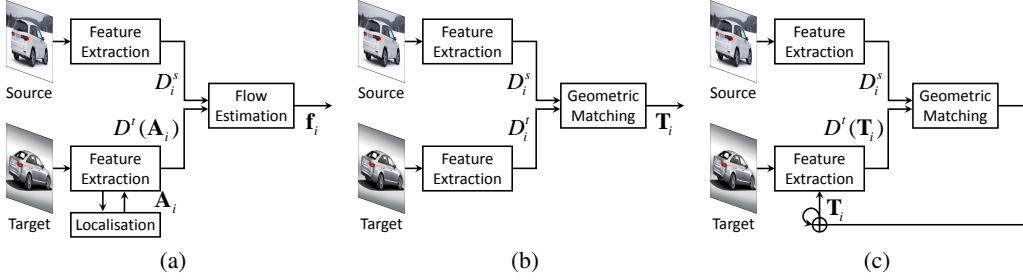 Feature
Extraction
Source
D_i^s
Flow
Estimation
f_i
D^t(A_i)
Feature
Extraction
A_i
Target
Localisation
(a)
Feature
Extraction
Source
D_i^s
Geometric
Matching
T_i
D_i^t
Feature
Extraction
Target
(b)
Feature
Extraction
Source
D_i^s
Geometric
Matching
D^t(T_i)
Feature
Extraction
T_i
Target
(c)